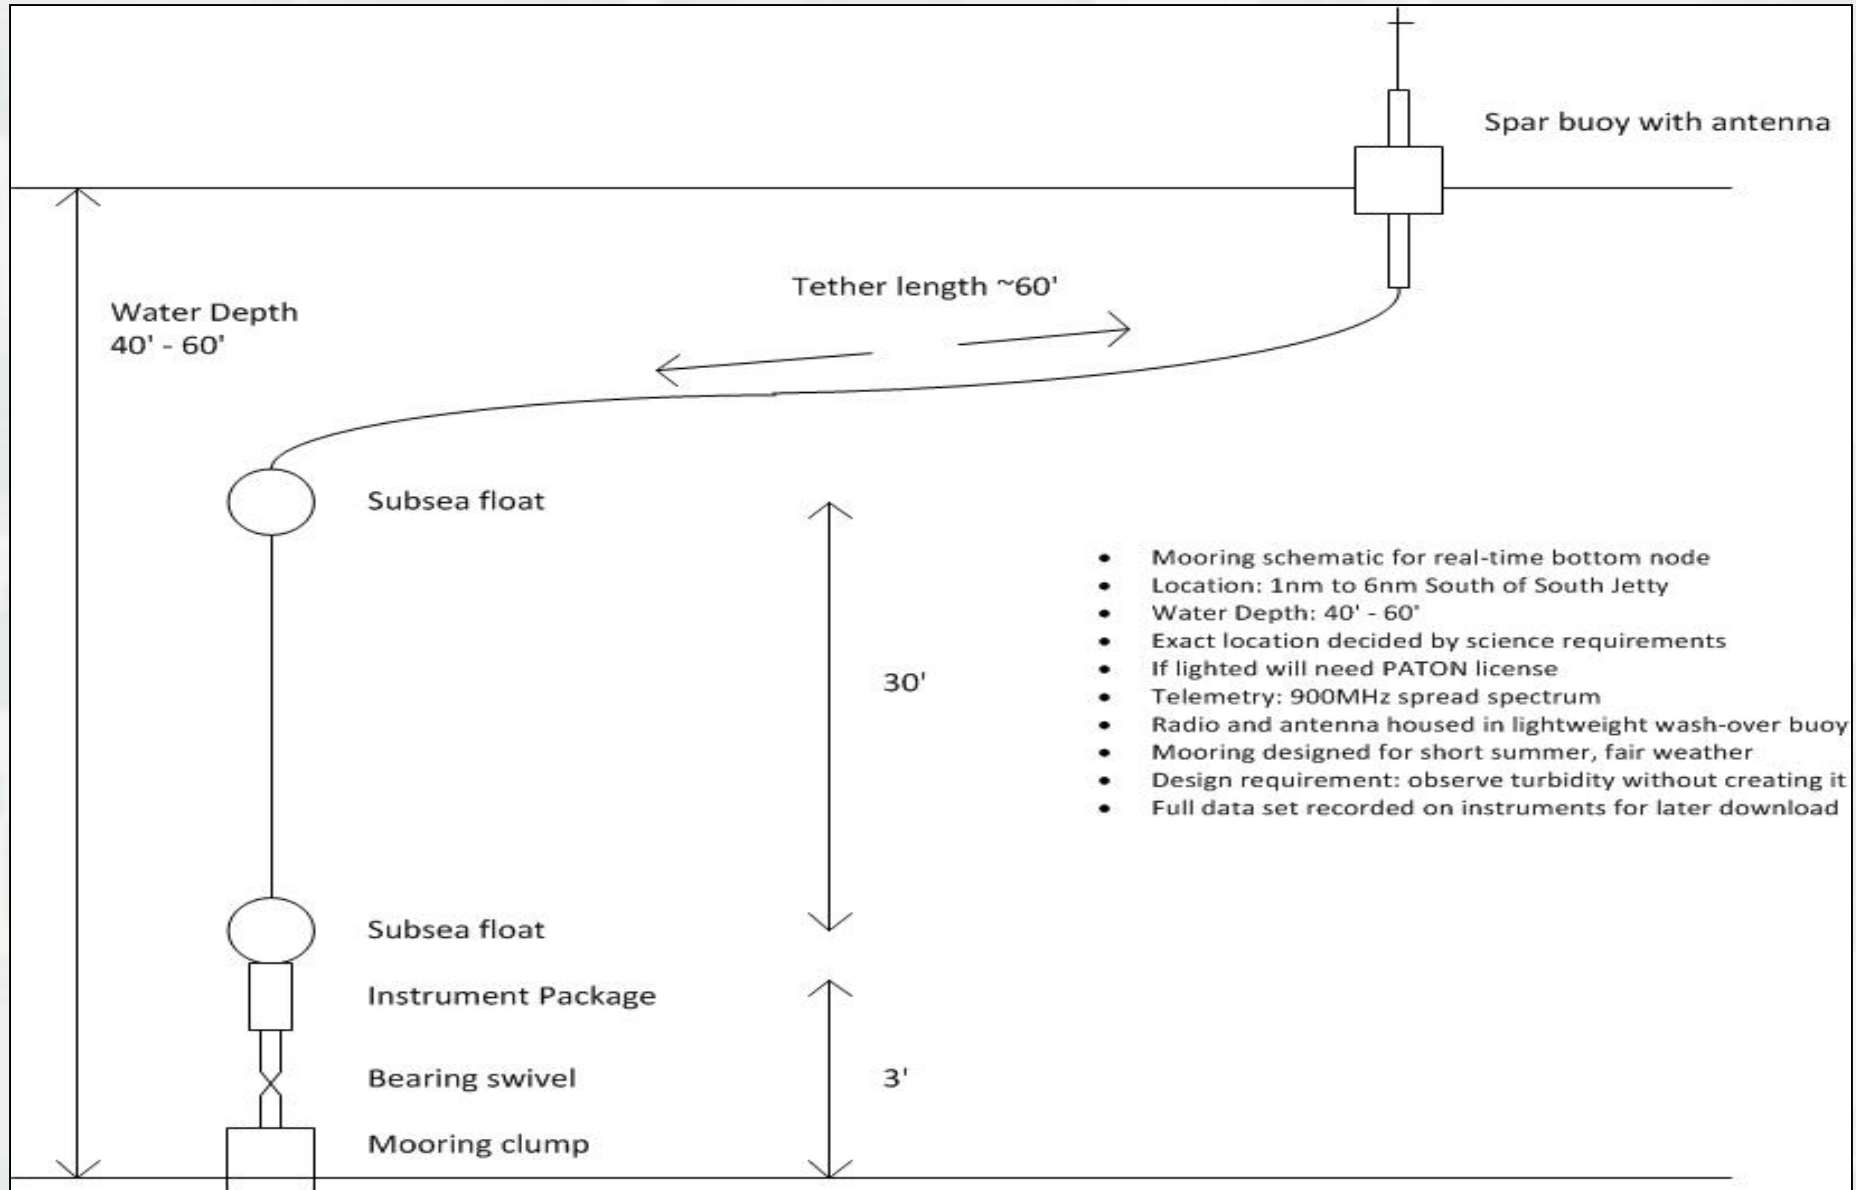 Spar buoy with antenna
Tether length ~60'
Water Depth
40' - 60'
Subsea float
30'
• Mooring schematic for real-time bottom node
• Location: 1nm to 6nm South of South Jetty
• Water Depth: 40' - 60'
• Exact location decided by science requirements
• If lighted will need PATON license
• Telemetry: 900MHz spread spectrum
• Radio and antenna housed in lightweight wash-over buoy
• Mooring designed for short summer, fair weather
• Design requirement: observe turbidity without creating it
• Full data set recorded on instruments for later download
Subsea float
Instrument Package
Bearing swivel
3'
Mooring clump